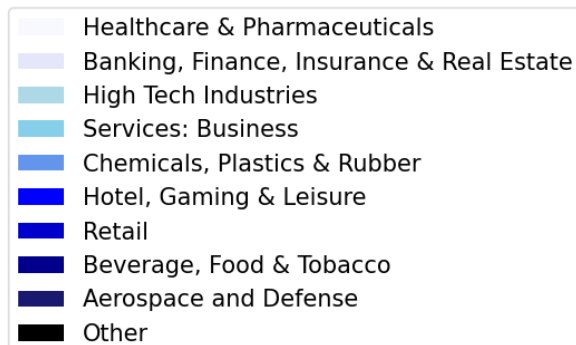 Healthcare & Pharmaceuticals
Banking, Finance, Insurance & Real Estate
High Tech Industries
Services: Business
Chemicals, Plastics & Rubber
Hotel, Gaming & Leisure
Retail
Beverage, Food & Tobacco
Aerospace and Defense
Other